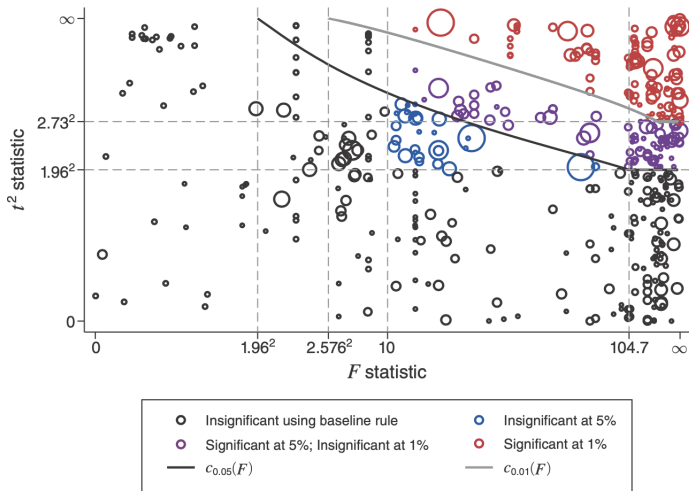 ∞
2.73²
1.96²
0
t² statistic
0
1.96²
2.576²
10
104.7
∞
F statistic
Insignificant using baseline rule
Insignificant at 5%
Significant at 5%; Insignificant at 1%
Significant at 1%
c₀.₀₅(F)
c₀.₀₁(F)